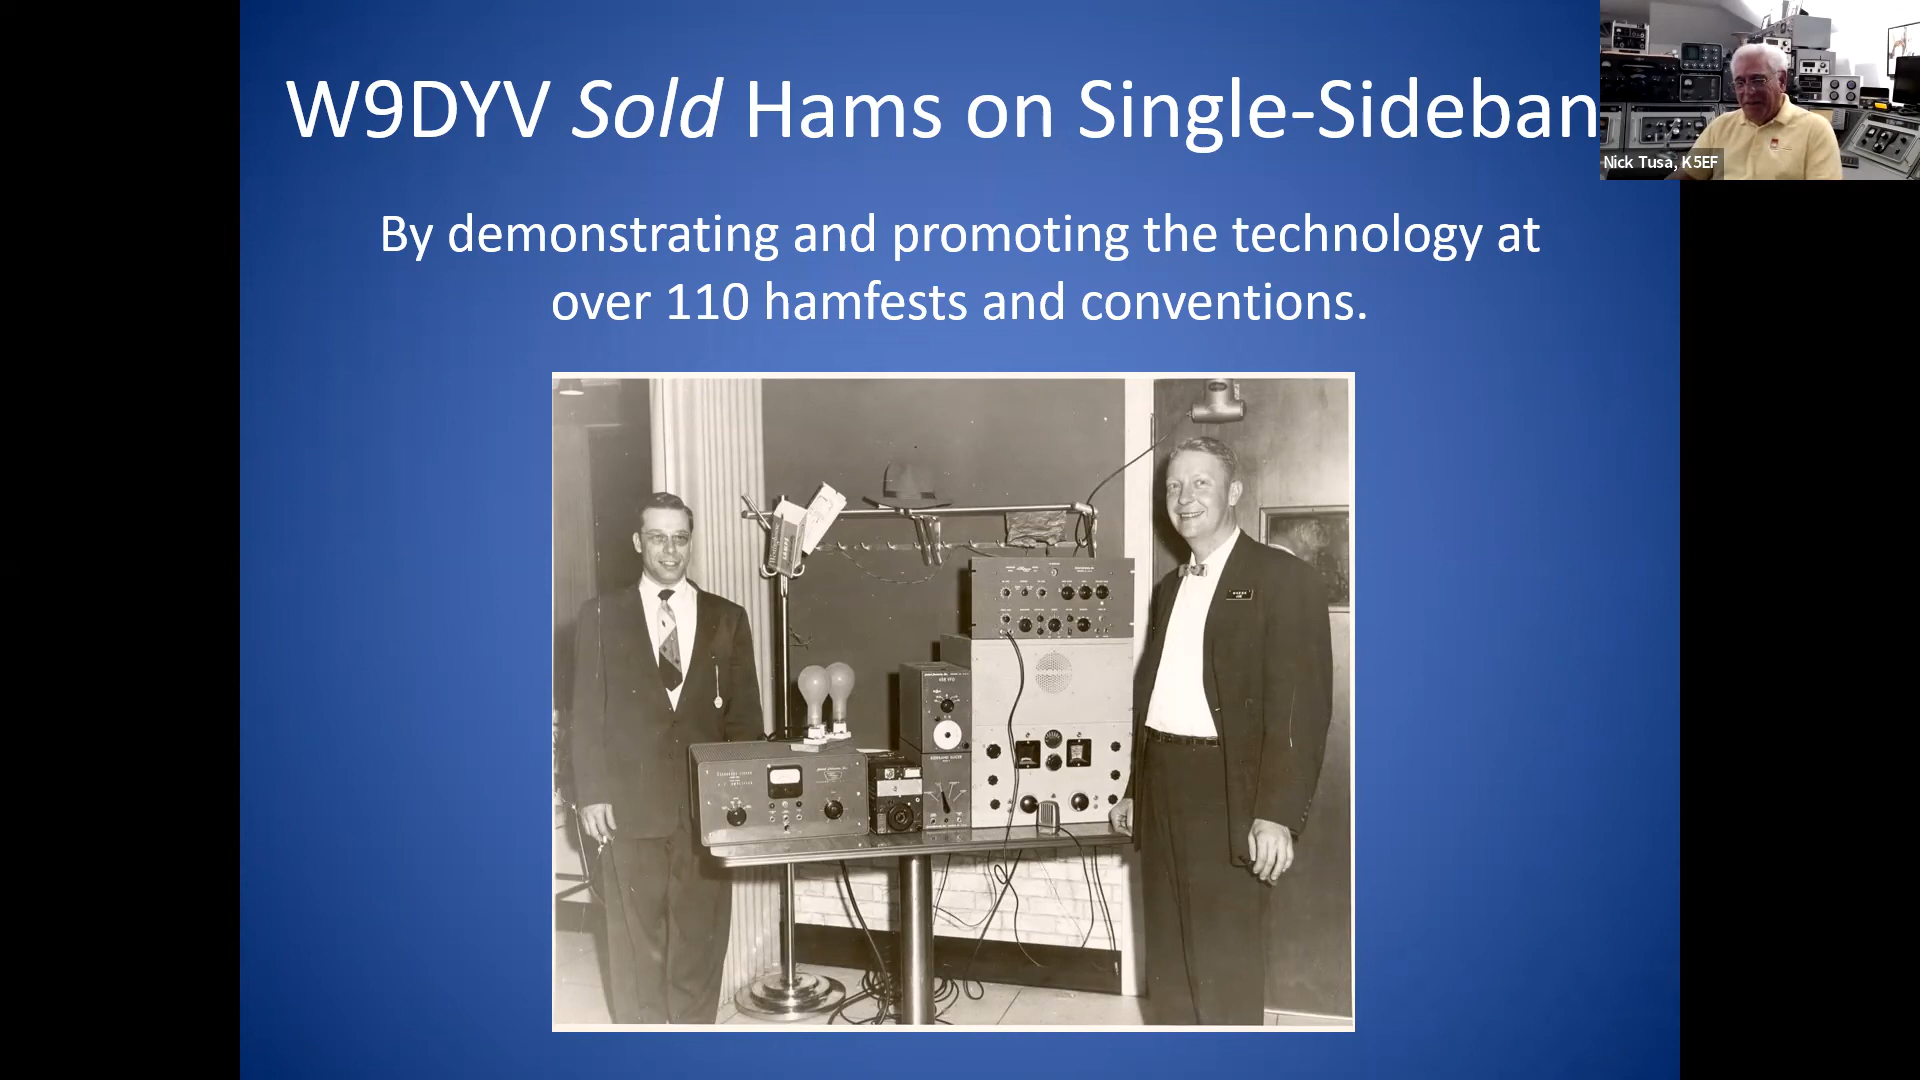 W9DYV Sold Hams on Single-Sideban
Nick Tusa, K5EF
By demonstrating and promoting the technology at
over 110 hamfests and conventions.